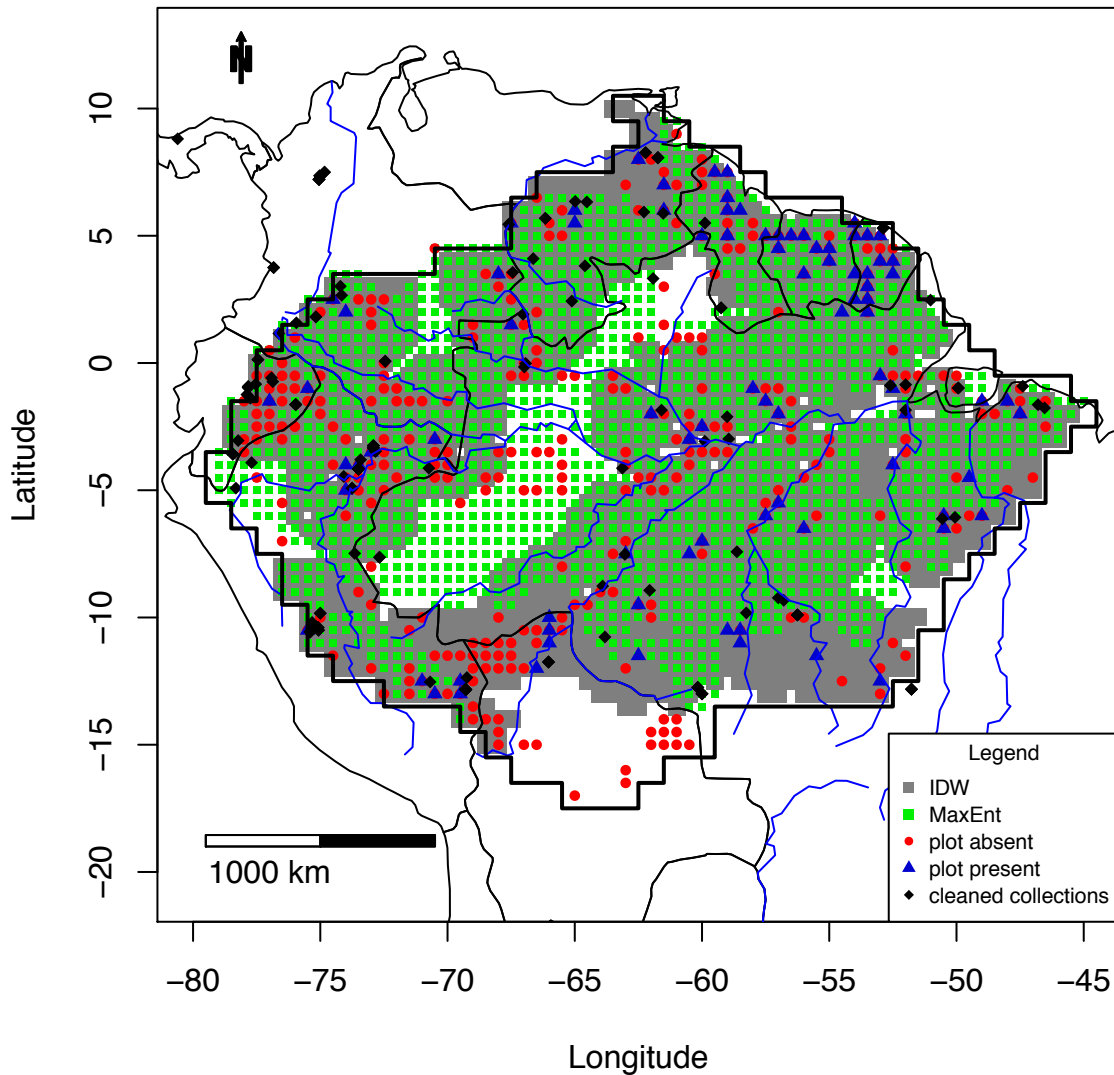 N
Latitude
10
5
0
−5
−10
−15
−20
1000 km
Legend
IDW
MaxEnt
plot absent
plot present
cleaned collections
−80 −75 −70 −65 −60 −55 −50 −45
Longitude